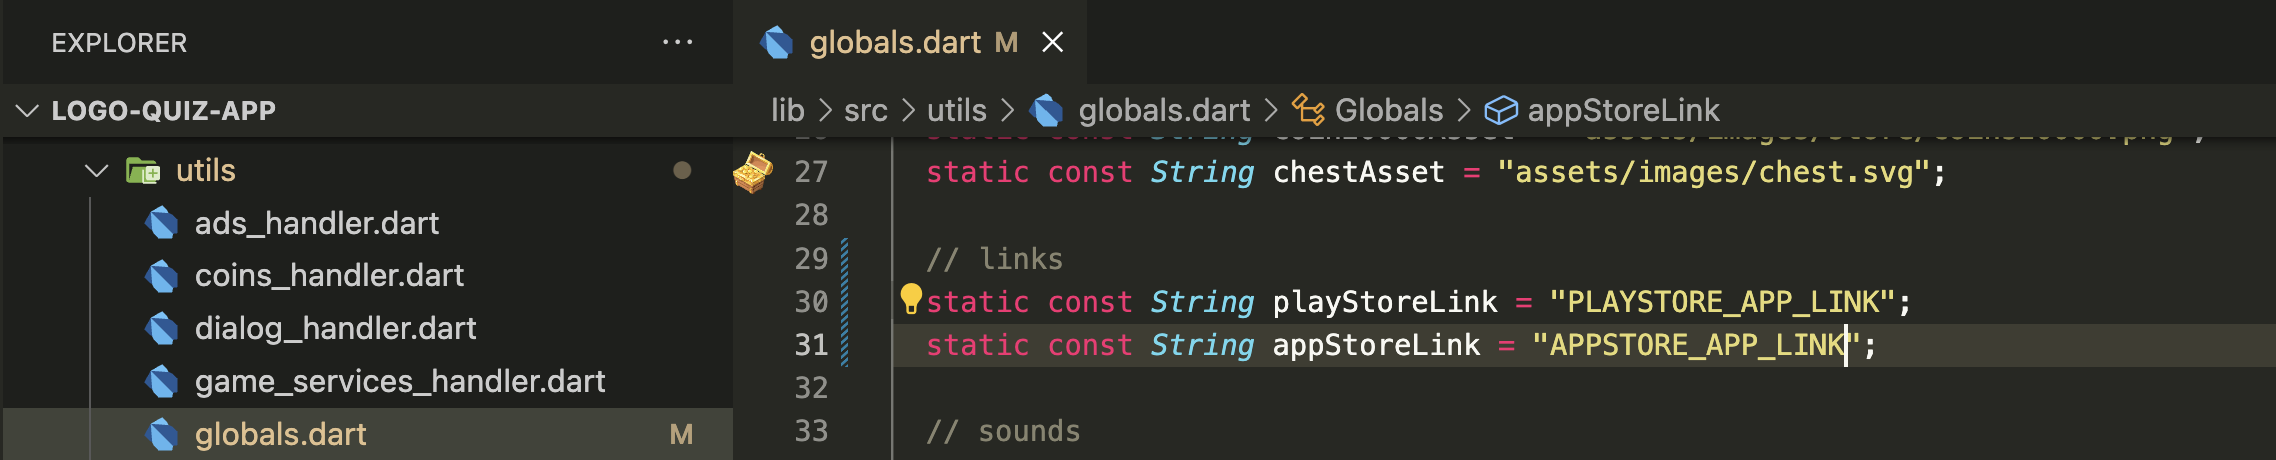 EXPLORER
LOGO-QUIZ-APP
utils
ads_handler.dart
coins_handler.dart
dialog_handler.dart
game_services_handler.dart
globals.dart M
globals.dart M
lib > src > utils > globals.dart > Globals > appStoreLink
27 static const String chestAsset = "assets/images/chest.svg";
28
29 // links
30 static const String playStoreLink = "PLAYSTORE_APP_LINK";
31 static const String appStoreLink = "APPSTORE_APP_LINK";
32
33 // sounds